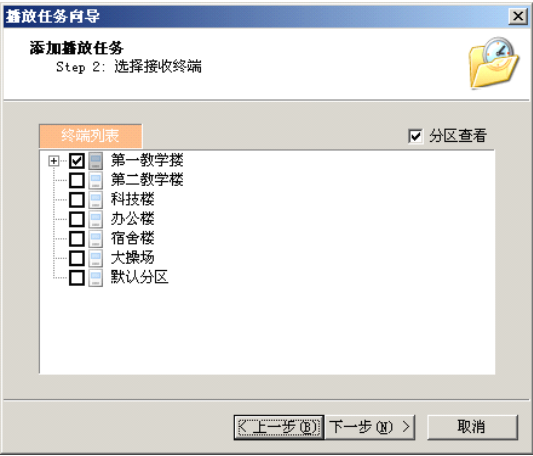 播放任务向导
添加播放任务
Step 2: 选择接收终端
终端列表
分区查看
第一教学楼
第二教学楼
科技楼
办公楼
宿舍楼
大操场
默认分区
< 上一步(B)
下一步(N) >
取消